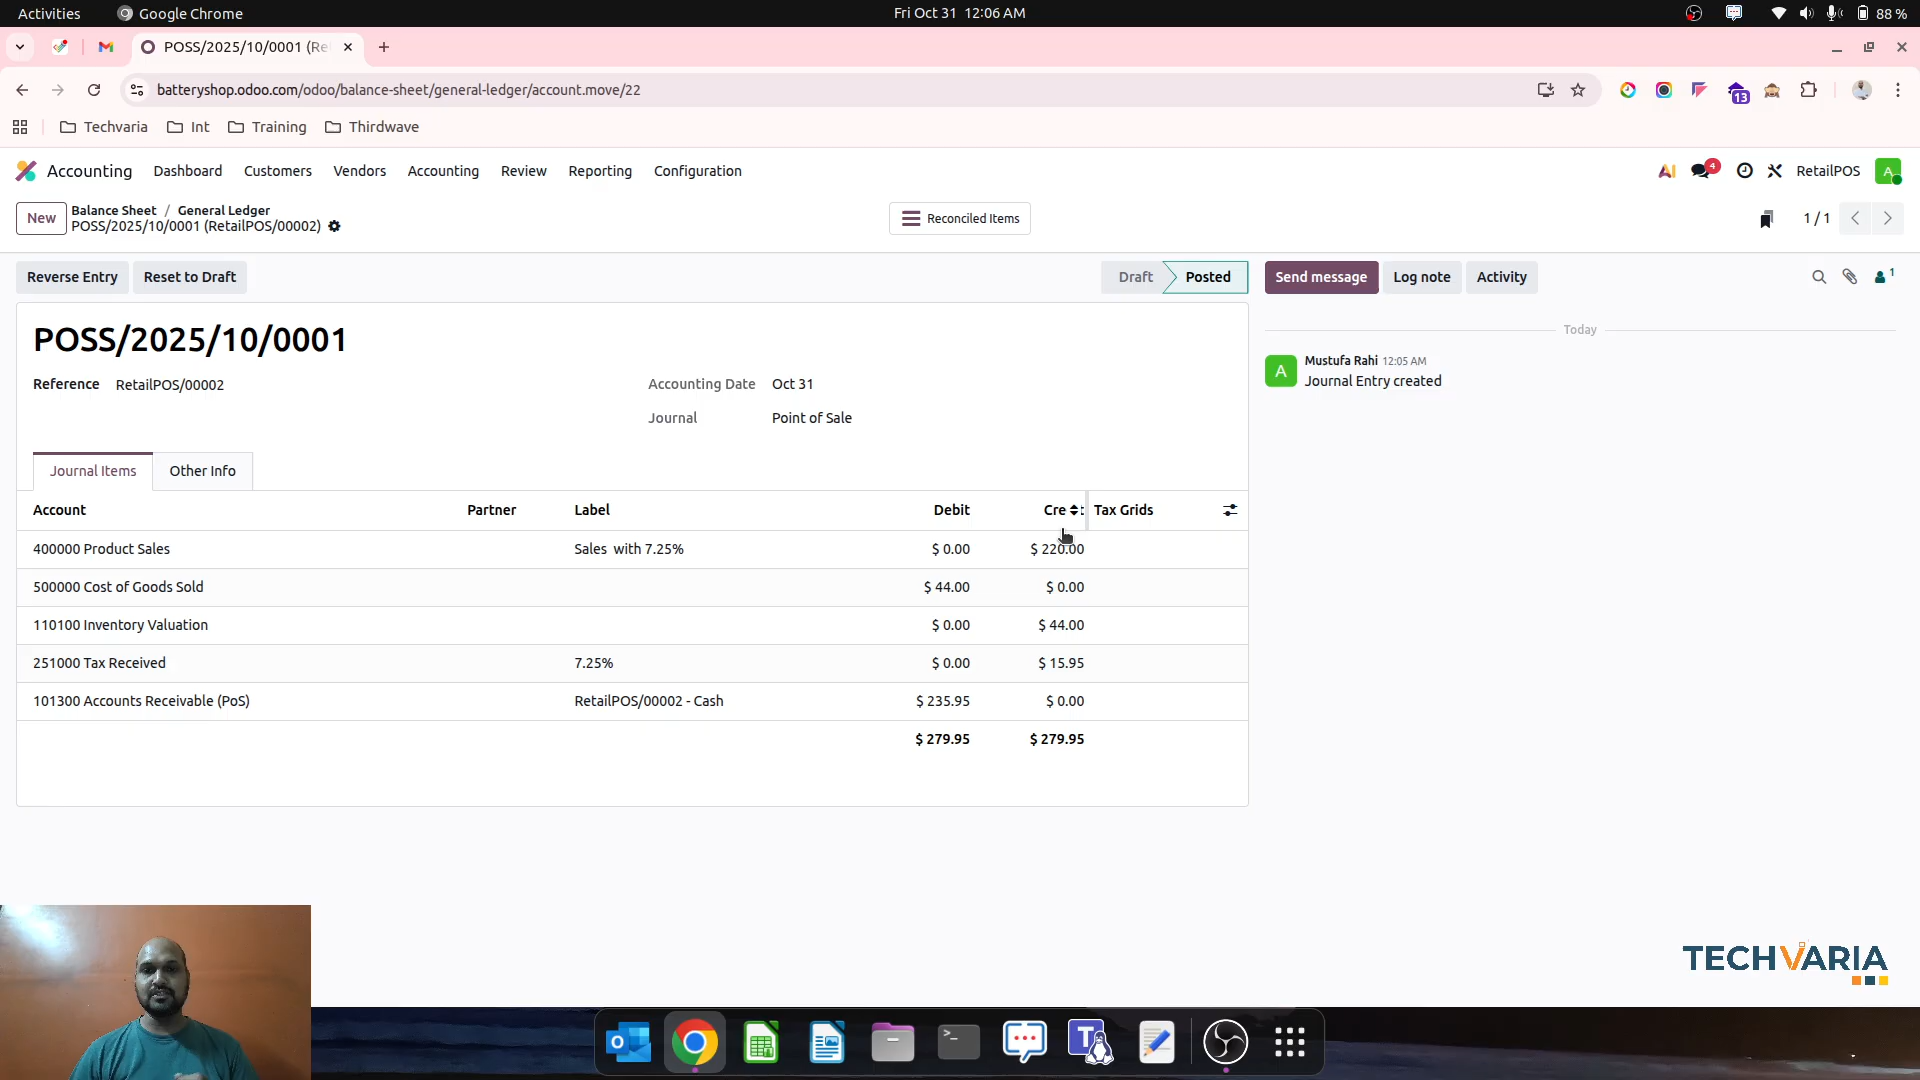 Activities Google Chrome Fri Oct 31 12:06 AM 88 %
POSS/2025/10/0001 (Re
batteryshop.odoo.com/odoo/balance-sheet/general-ledger/account.move/22 13
Techvaria Int Training Thirdwave
Accounting Dashboard Customers Vendors Accounting Review Reporting Configuration AI 4 RetailPOS A
New Balance Sheet / General Ledger
POSS/2025/10/0001 (RetailPOS/00002) Reconciled Items 1 / 1
Reverse Entry Reset to Draft Draft Posted Send message Log note Activity 1
POSS/2025/10/0001
Today
Reference RetailPOS/00002 Accounting Date Oct 31
Journal Point of Sale
A Mustufa Rahi 12:05 AM
Journal Entry created
Journal Items Other Info
Account Partner Label Debit Cre t Tax Grids
400000 Product Sales Sales with 7.25% $ 0.00 $ 220.00
500000 Cost of Goods Sold $ 44.00 $ 0.00
110100 Inventory Valuation $ 0.00 $ 44.00
251000 Tax Received 7.25% $ 0.00 $ 15.95
101300 Accounts Receivable (PoS) RetailPOS/00002 - Cash $ 235.95 $ 0.00
$ 279.95 $ 279.95
TECHVARIA